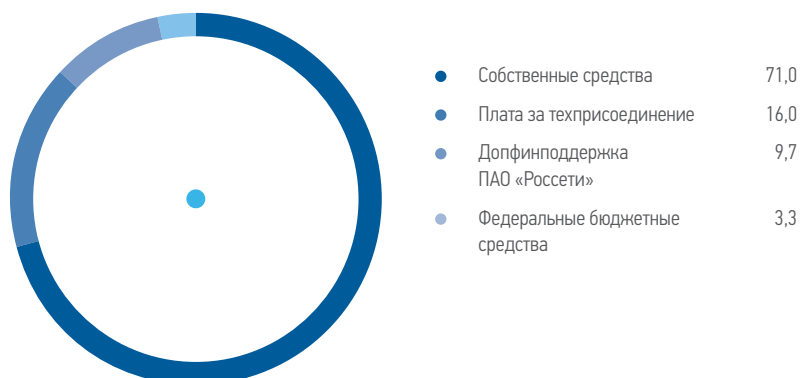 Собственные средства 71,0
Плата за техприсоединение 16,0
Допфинподдержка 9,7
ПАО «Россети»
Федеральные бюджетные 3,3
средства